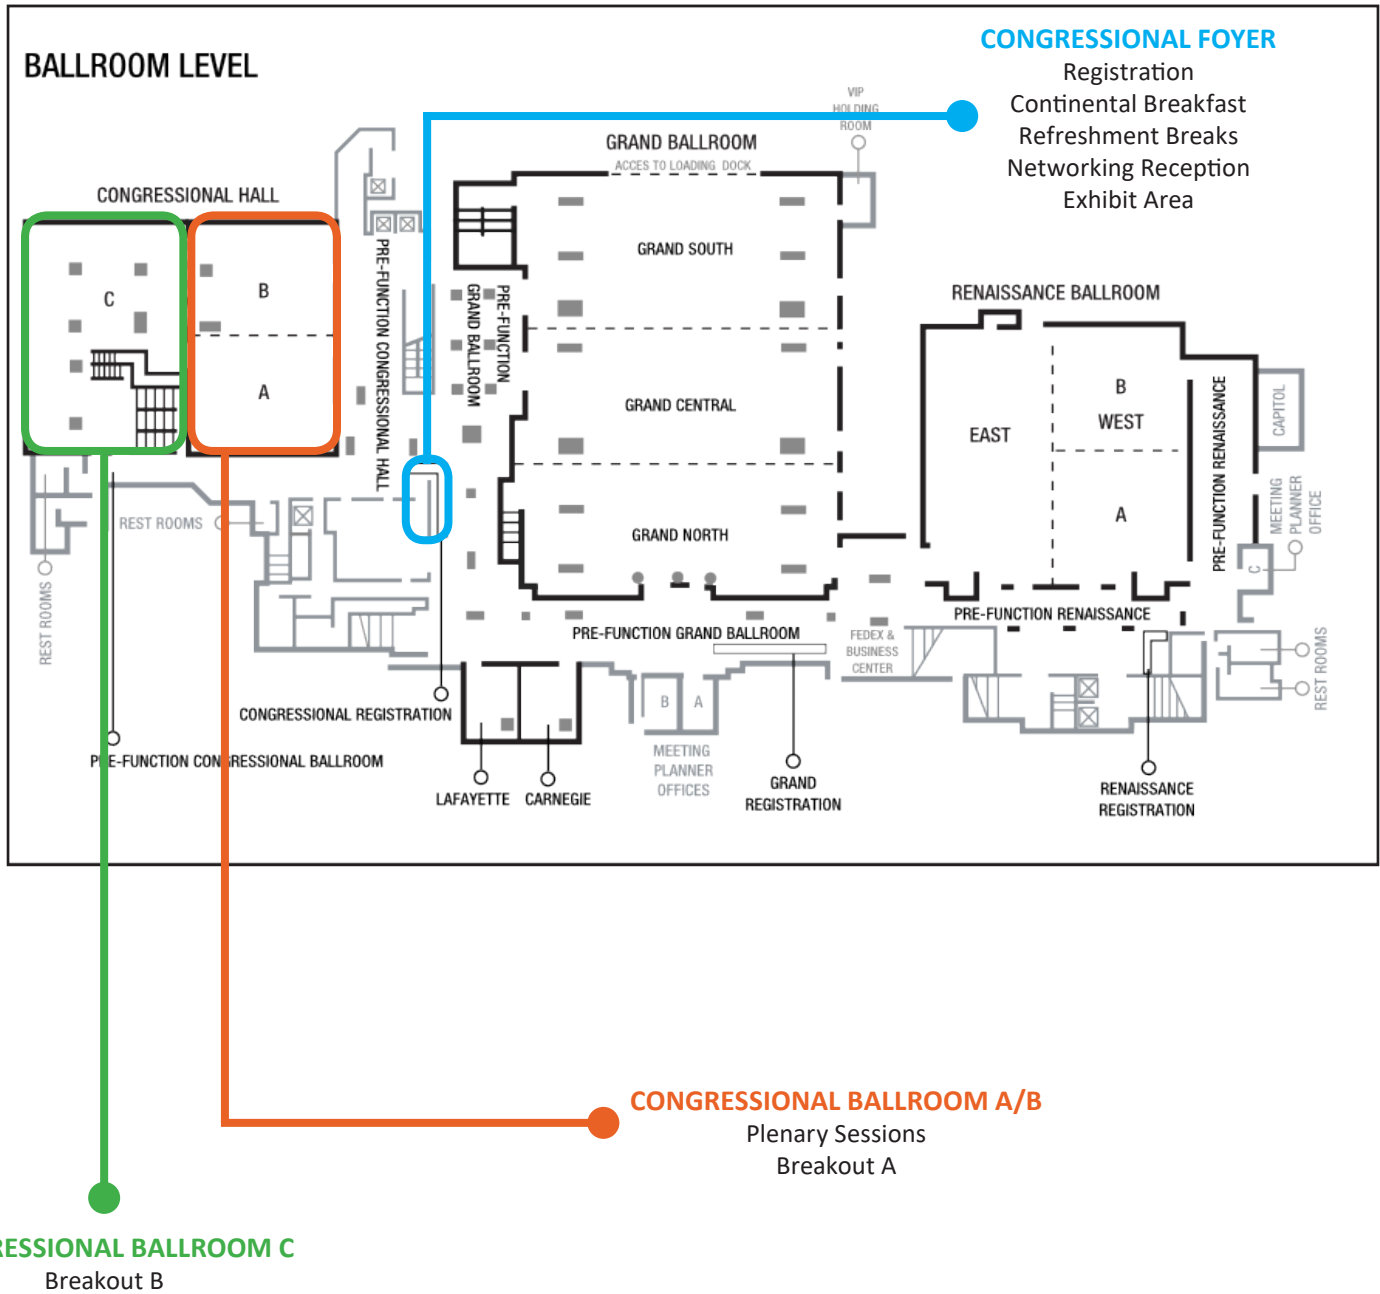 CONGRESSIONAL FOYER
Registration
Continental Breakfast
Refreshment Breaks
Networking Reception
Exhibit Area
BALLROOM LEVEL
VIP
HOLDING
ROOM
GRAND BALLROOM
ACCES TO LOADING DOCK
CONGRESSIONAL HALL
C
B
A
PRE-FUNCTION CONGRESSIONAL HALL
PRE-FUNCTION
GRAND BALLROOM
GRAND SOUTH
GRAND CENTRAL
GRAND NORTH
RENAISSANCE BALLROOM
EAST
B
WEST
A
PRE-FUNCTION RENAISSANCE
CAPITOL
MEETING
PLANNER
OFFICE
C
REST ROOMS
REST ROOMS
PRE-FUNCTION GRAND BALLROOM
FEDEX &
BUSINESS
CENTER
PRE-FUNCTION RENAISSANCE
REST ROOMS
CONGRESSIONAL REGISTRATION
PRE-FUNCTION CONGRESSIONAL BALLROOM
LAFAYETTE
CARNEGIE
B
A
MEETING
PLANNER
OFFICES
GRAND
REGISTRATION
RENAISSANCE
REGISTRATION
CONGRESSIONAL BALLROOM A/B
Plenary Sessions
Breakout A
RESSIONAL BALLROOM C
Breakout B